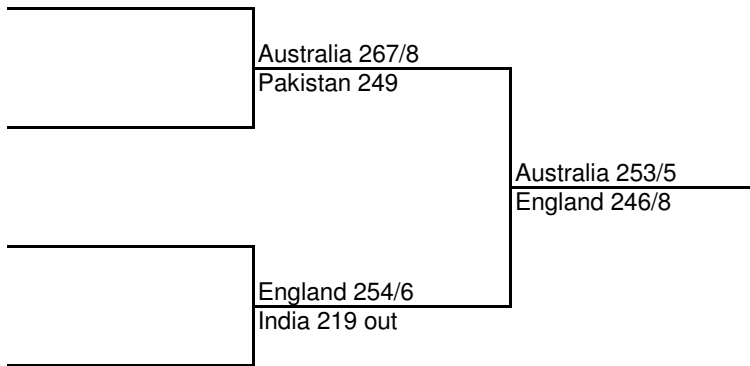 Australia 267/8
Pakistan 249
Australia 253/5
England 246/8
England 254/6
India 219 out